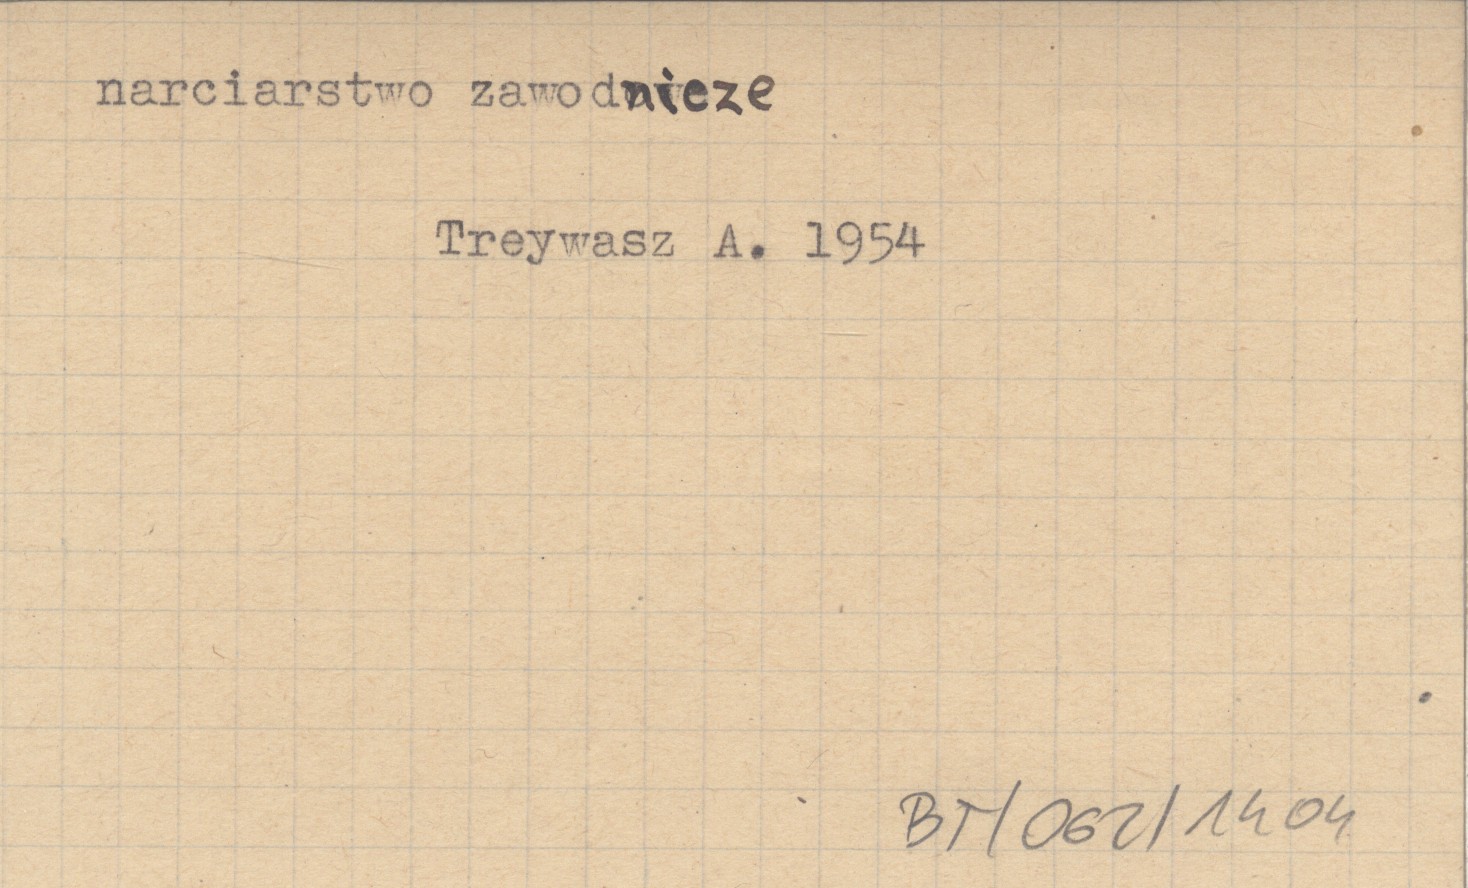 narciarstwo zawodnicze
Treywasz A. 1954
BT/062/1404